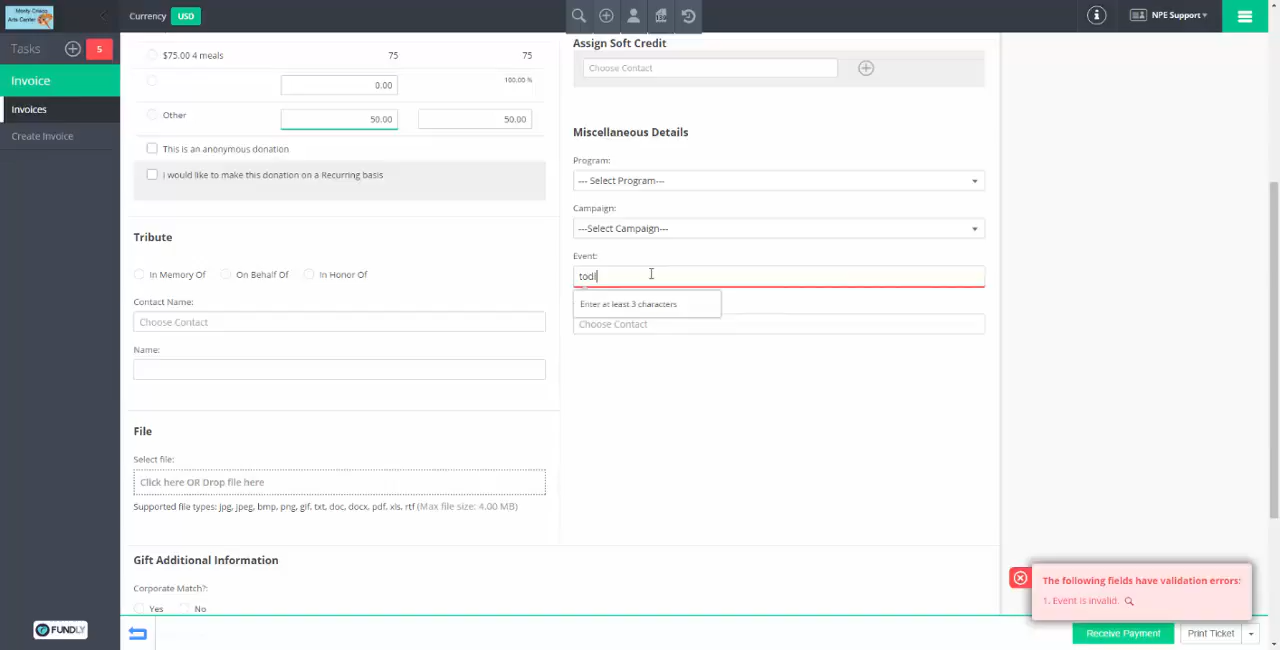 Monty Crisco
Arts Center
Currency USD
NPE Support
Tasks 5
Invoice
Invoices
Create Invoice
FUNDLY
$75.00 4 meals 75 75
0.00 100.00 %
Other 50.00 50.00
This is an anonymous donation
I would like to make this donation on a Recurring basis
Tribute
In Memory Of On Behalf Of In Honor Of
Contact Name:
Choose Contact
Name:
File
Select file:
Click here OR Drop file here
Supported file types: jpg, jpeg, bmp, png, gif, txt, doc, docx, pdf, xls, rtf (Max file size: 4.00 MB)
Gift Additional Information
Corporate Match?:
Yes No
Assign Soft Credit
Choose Contact
Miscellaneous Details
Program:
--- Select Program---
Campaign:
---Select Campaign---
Event:
todi
Enter at least 3 characters
Choose Contact
The following fields have validation errors:
1. Event is invalid.
Receive Payment Print Ticket